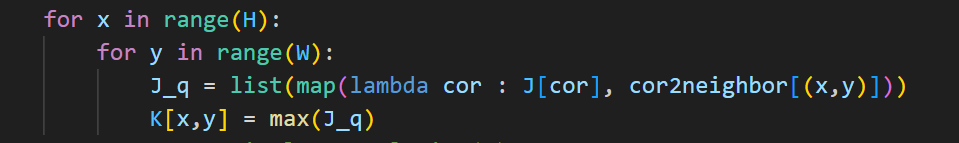 for x in range(H):
    for y in range(W):
        J_q = list(map(lambda cor : J[cor], cor2neighbor[(x,y)]))
        K[x,y] = max(J_q)